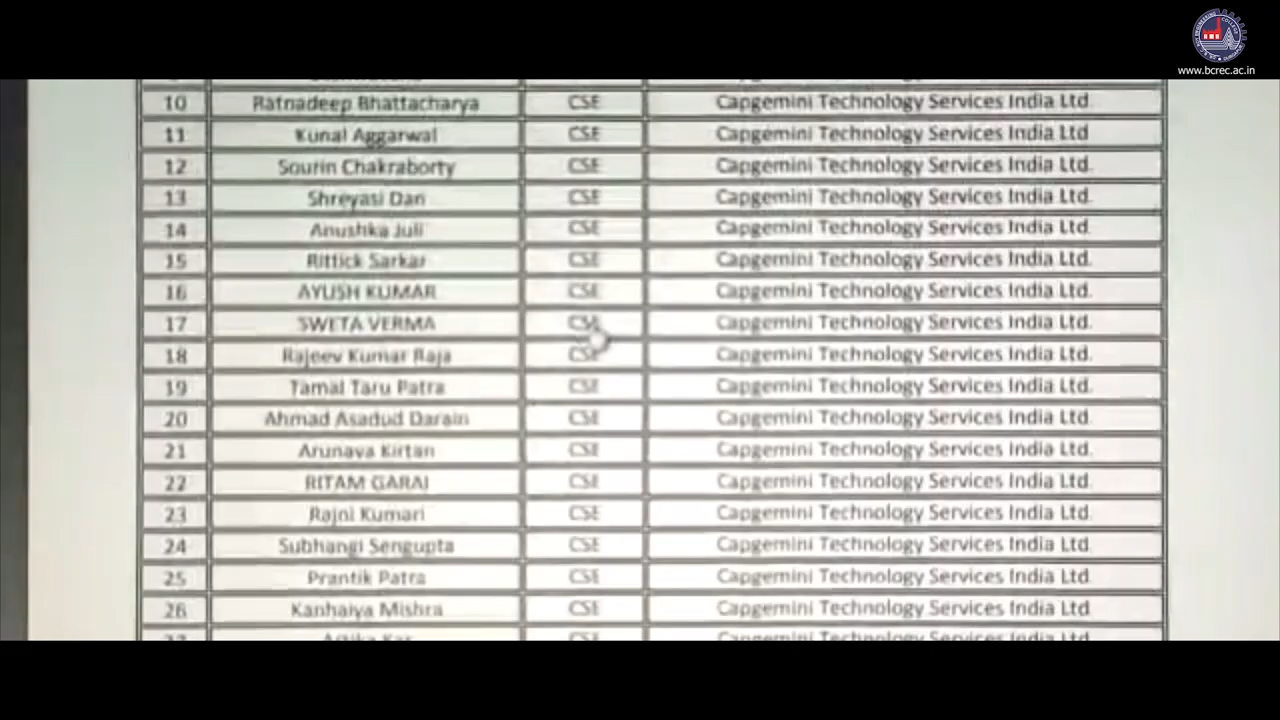 www.bcrec.ac.in
10 Ratnadeep Bhattacharya CSE Capgemini Technology Services India Ltd.
11 Kunal Aggarwal CSE Capgemini Technology Services India Ltd
12 Sourin Chakraborty CSE Capgemini Technology Services India Ltd.
13 Shreyasi Dan CSE Capgemini Technology Services India Ltd.
14 Anushka Juli CSE Capgemini Technology Services India Ltd.
15 Rittick Sarkar CSE Capgemini Technology Services India Ltd.
16 AYUSH KUMAR CSE Capgemini Technology Services India Ltd.
17 SWETA VERMA CSE Capgemini Technology Services India Ltd.
18 Rajeev Kumar Raja CSE Capgemini Technology Services India Ltd.
19 Tamal Taru Patra CSE Capgemini Technology Services India Ltd.
20 Ahmad Asadud Darain CSE Capgemini Technology Services India Ltd.
21 Arunava Kirtan CSE Capgemini Technology Services India Ltd.
22 RITAM GARAI CSE Capgemini Technology Services India Ltd.
23 Rajni Kumari CSE Capgemini Technology Services India Ltd.
24 Subhangi Sengupta CSE Capgemini Technology Services India Ltd.
25 Prantik Patra CSE Capgemini Technology Services India Ltd.
26 Kanhaiya Mishra CSE Capgemini Technology Services India Ltd
CSE Capgemini Technology Services India Ltd.